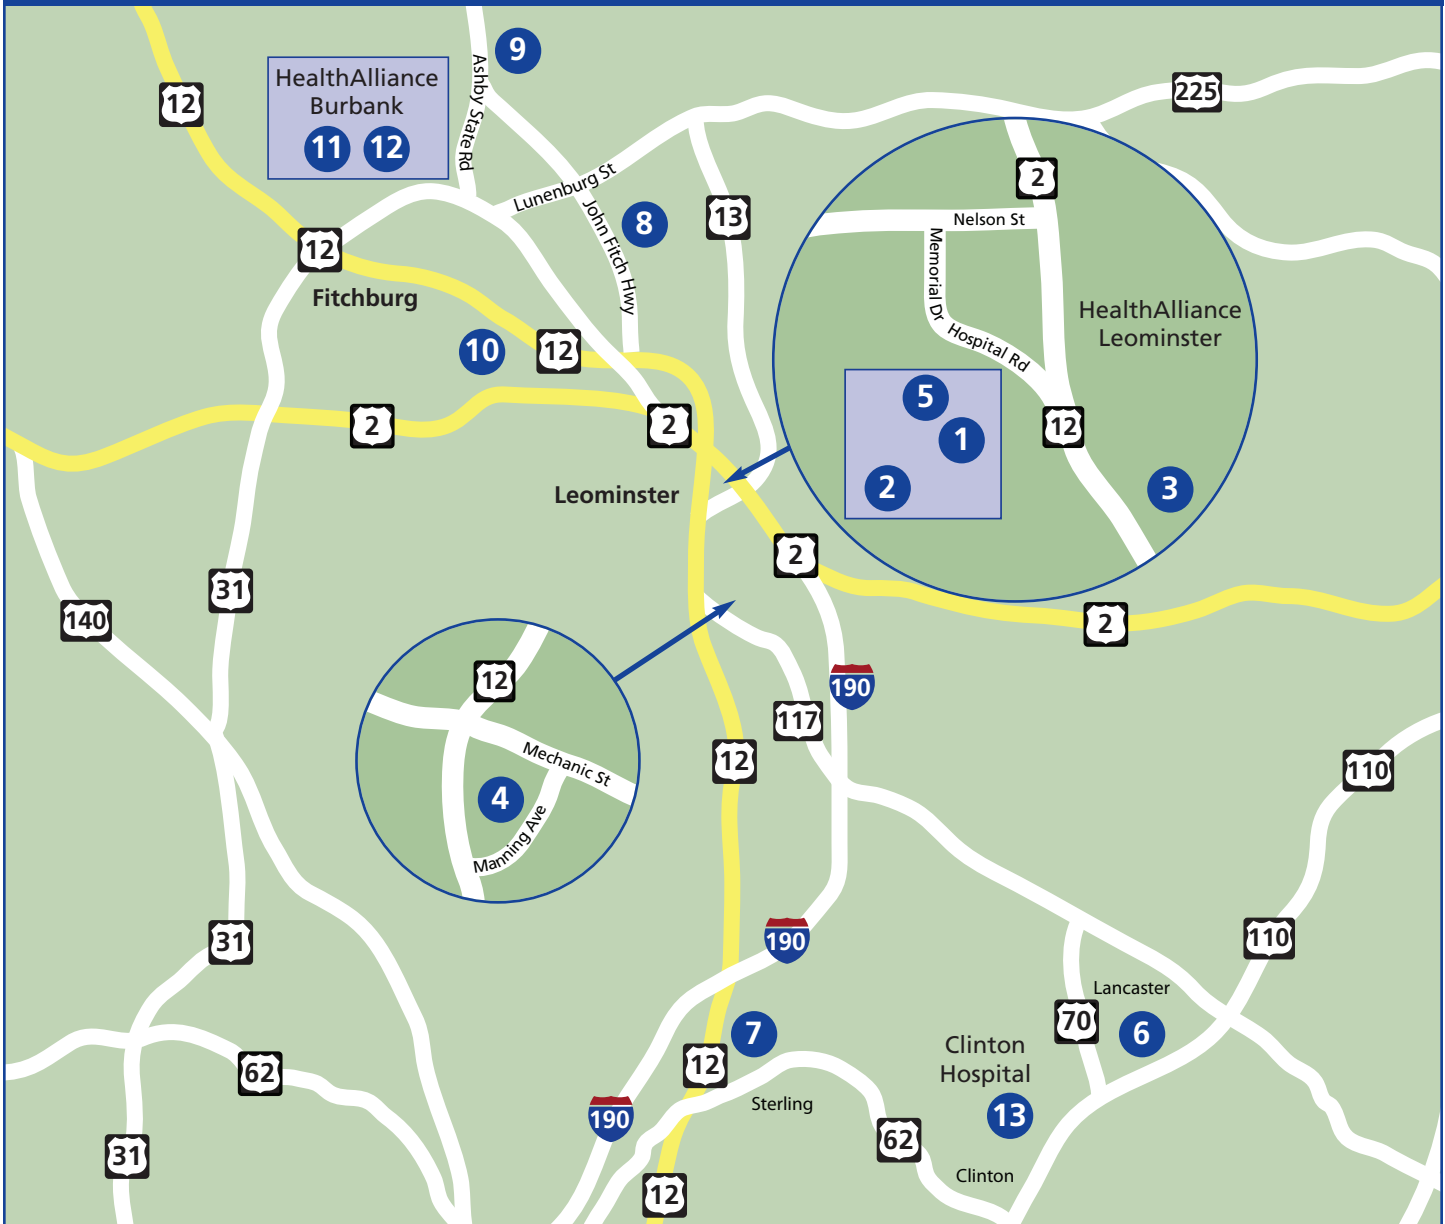 9
Ashby State Rd
HealthAlliance
Burbank
11 12
12
225
2
Lunenburg St
13
8
John Fitch Hwy
Nelson St
Memorial Dr
Hospital Rd
HealthAlliance
Leominster
12
Fitchburg
10
12
5
1
12
2
2
2
3
Leominster
2
31
140
2
12
190
117
Mechanic St
12
110
4
Manning Ave
31
190
110
Lancaster
70
6
7
Clinton
Hospital
13
12
62
Sterling
190
62
31
Clinton
12